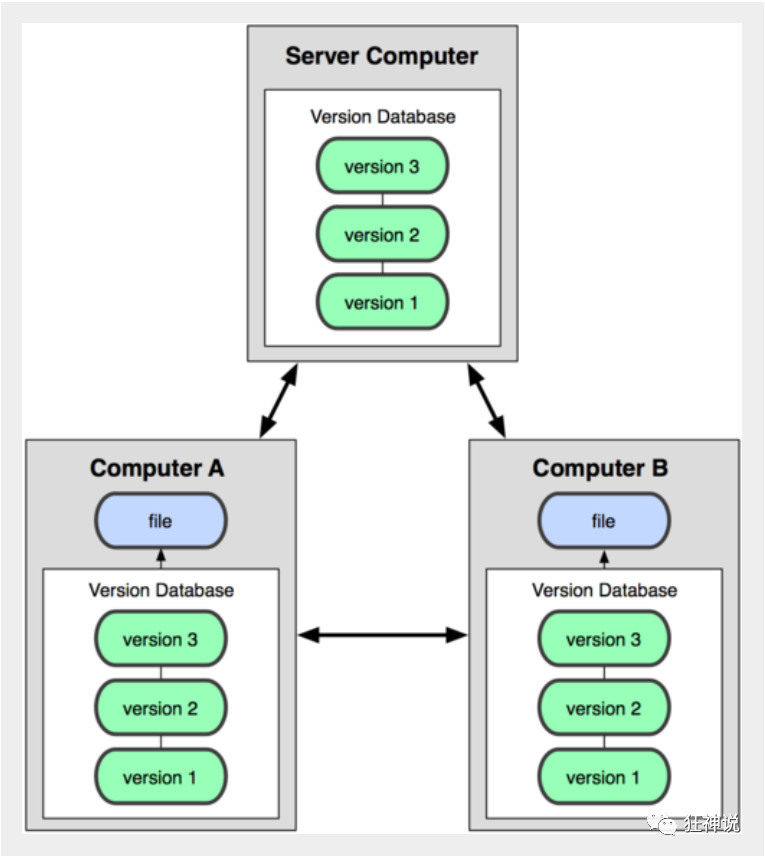 Server Computer
Version Database
version 3
version 2
version 1
Computer A
file
Version Database
version 3
version 2
version 1
Computer B
file
Version Database
version 3
version 2
version 1
狂神说